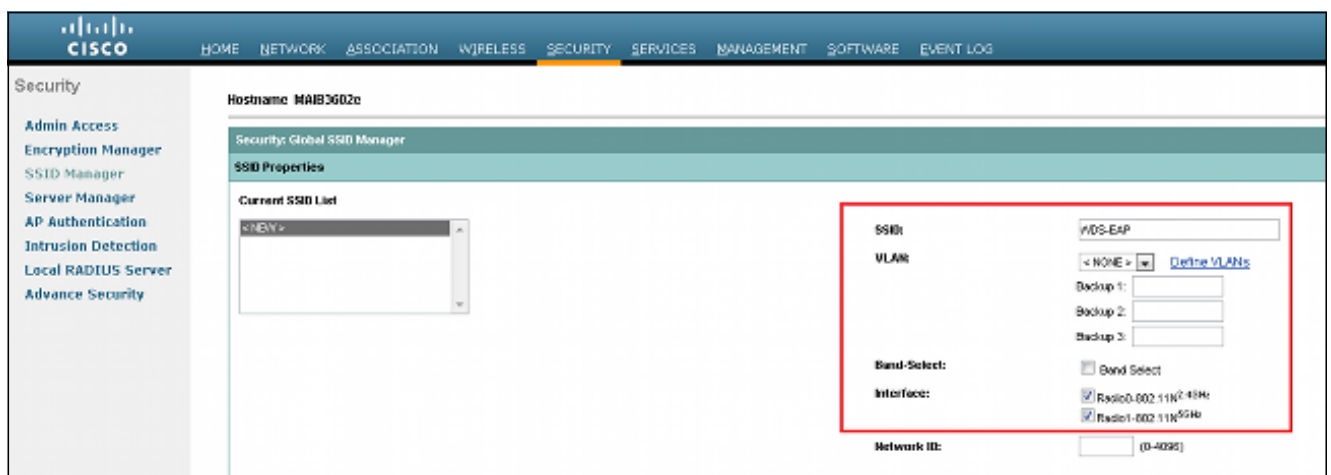 CISCO
HOME NETWORK ASSOCIATION WIRELESS SECURITY SERVICES MANAGEMENT SOFTWARE EVENT LOG
Security
Admin Access
Encryption Manager
SSID Manager
Server Manager
AP Authentication
Intrusion Detection
Local RADIUS Server
Advance Security
Hostname MAIB3602e
Security: Global SSID Manager
SSID Properties
Current SSID List
< NEW >
SSID: WDS-EAP
VLAN: < NONE > Define VLANs
Backup 1:
Backup 2:
Backup 3:
Band-Select: Band Select
Interface: Radio0-802.11N2.4GHz
Radio1-802.11N5GHz
Network ID: (0-4096)